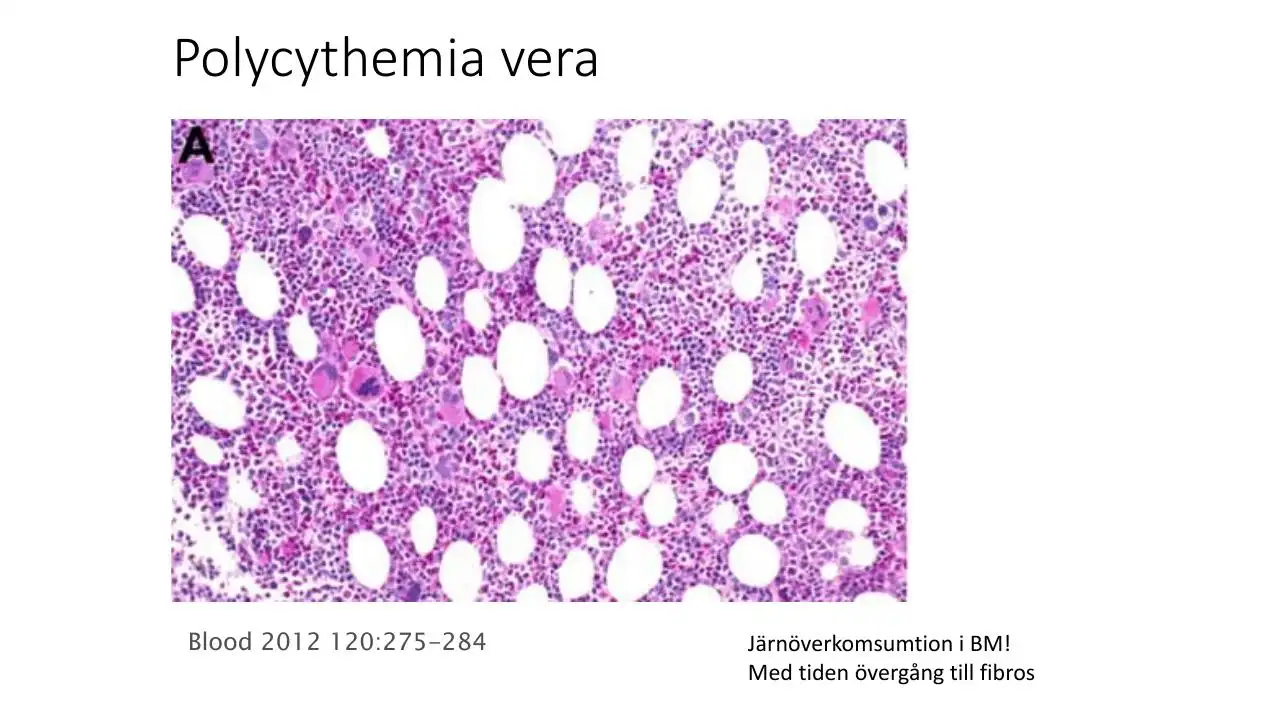 Polycythemia vera
A
Blood 2012 120:275-284
Järnöverkomsumtion i BM!
Med tiden övergång till fibros